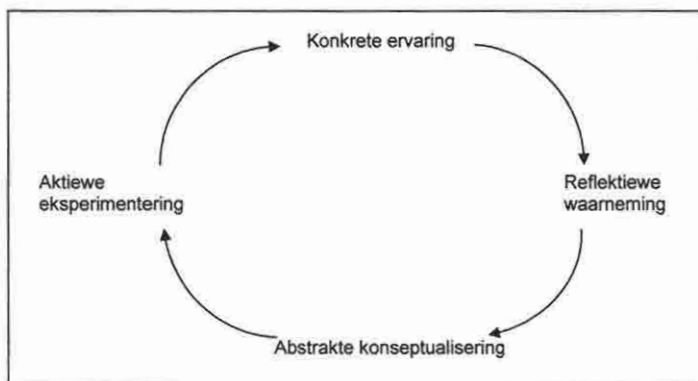 Konkrete ervaring
Aktiewe
eksperimentering
Reflektiewe
waarneming
Abstrakte konseptualisering